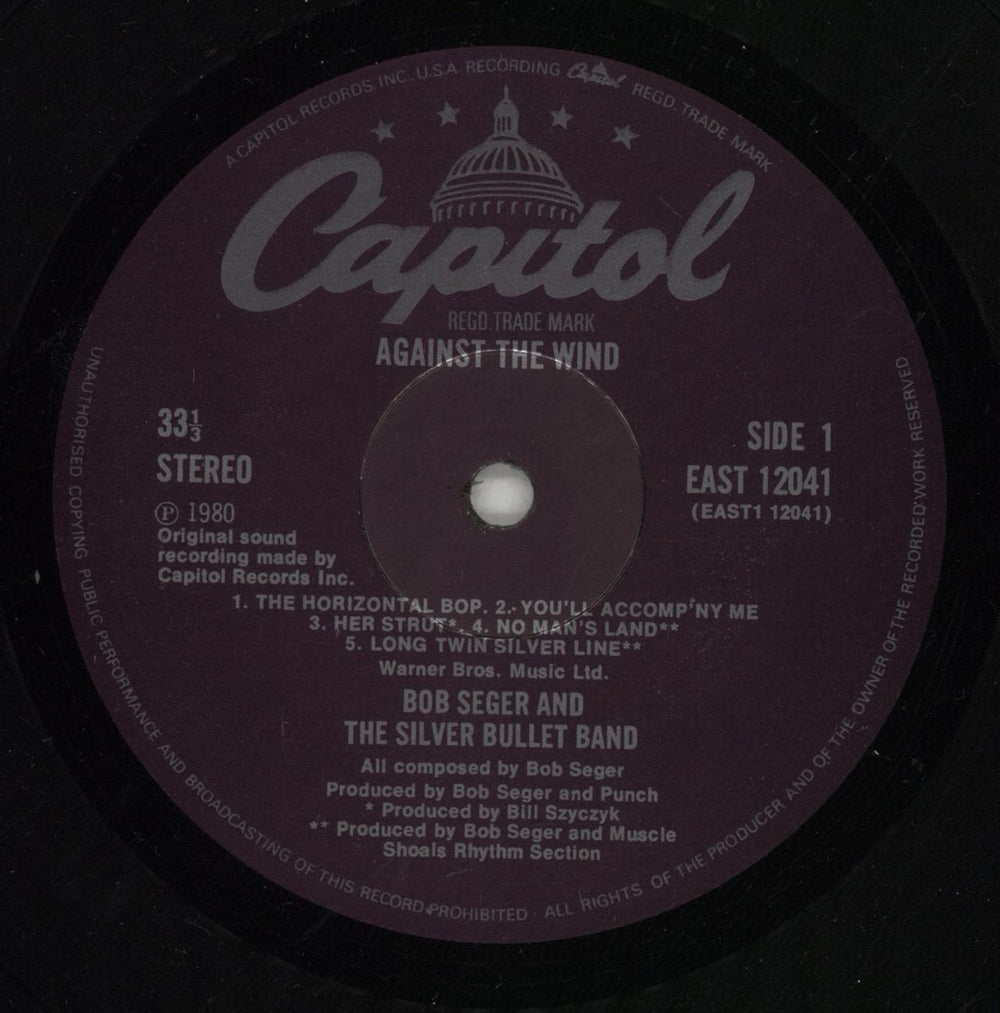 A CAPITOL RECORDS INC. U.S.A RECORDING Capitol REGD. TRADE MARK
Capitol
REGD. TRADE MARK
AGAINST THE WIND
33⅓
STEREO
Ⓟ 1980
Original sound
recording made by
Capitol Records Inc.
SIDE 1
EAST 12041
(EAST1 12041)
1. THE HORIZONTAL BOP. 2. YOU'LL ACCOMP'NY ME
3. HER STRUT*. 4. NO MAN'S LAND**
5. LONG TWIN SILVER LINE**
Warner Bros. Music Ltd.
BOB SEGER AND
THE SILVER BULLET BAND
All composed by Bob Seger
Produced by Bob Seger and Punch
* Produced by Bill Szyczyk
** Produced by Bob Seger and Muscle
Shoals Rhythm Section
UNAUTHORISED COPYING PUBLIC PERFORMANCE AND BROADCASTING OF THIS RECORD PROHIBITED · ALL RIGHTS OF THE PRODUCER AND OF THE OWNER OF THE RECORDED WORK RESERVED